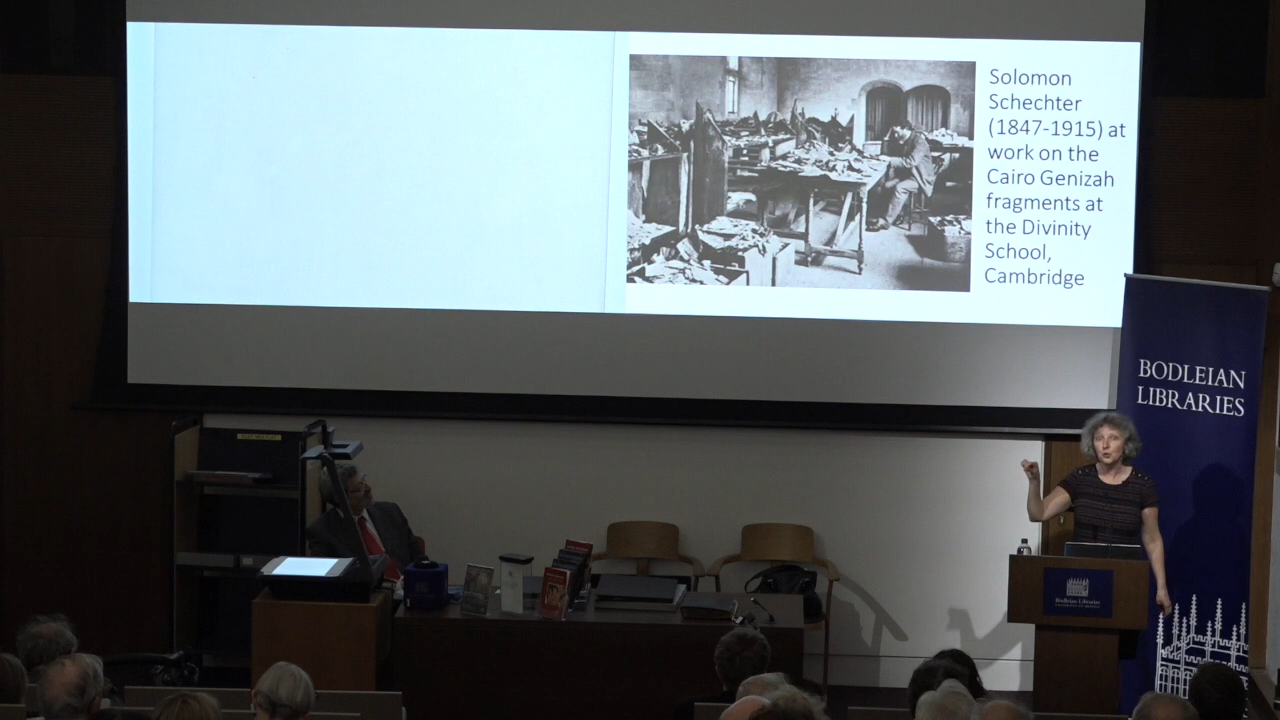 Solomon
Schechter
(1847-1915) at
work on the
Cairo Genizah
fragments at
the Divinity
School,
Cambridge
BODLEIAN
LIBRARIES
Bodleian Libraries